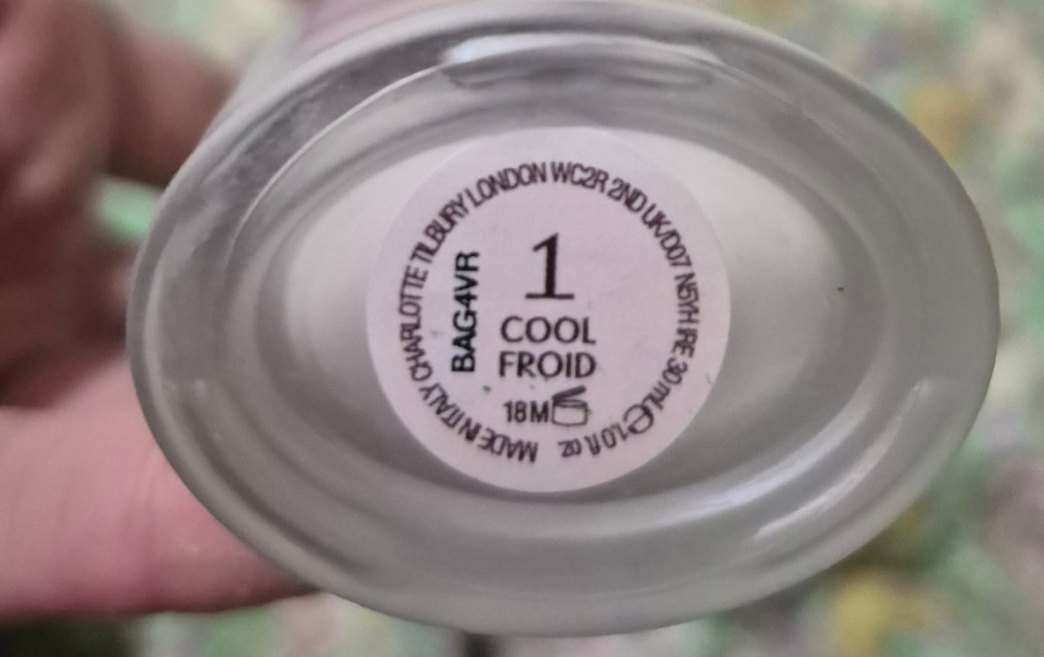 CHARLOTTE TILBURY LONDON WC2R 2ND UK/D07 N5YH IRE 30 mL e 1.0 fl oz MADE IN ITALY
BAG4VR
1
COOL
FROID
18M